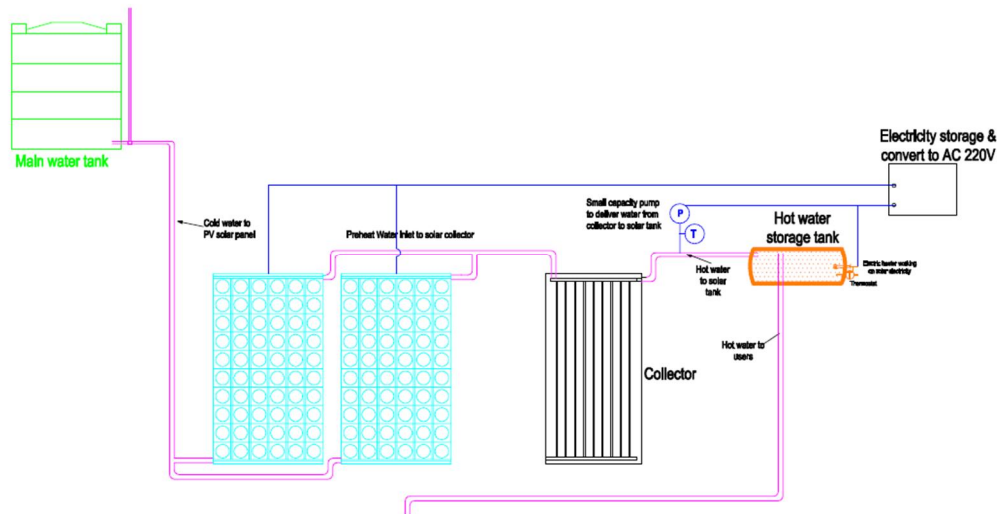 Main water tank
Electricity storage &
convert to AC 220V
Cold water to
PV solar panel
Small capacity pump
to deliver water from
collector to solar tank
P
T
Preheat Water Inlet to solar collector
Hot water
storage tank
Electric heater working
on solar electricity
Thermostat
Hot water
to solar
tank
Hot water to
users
Collector